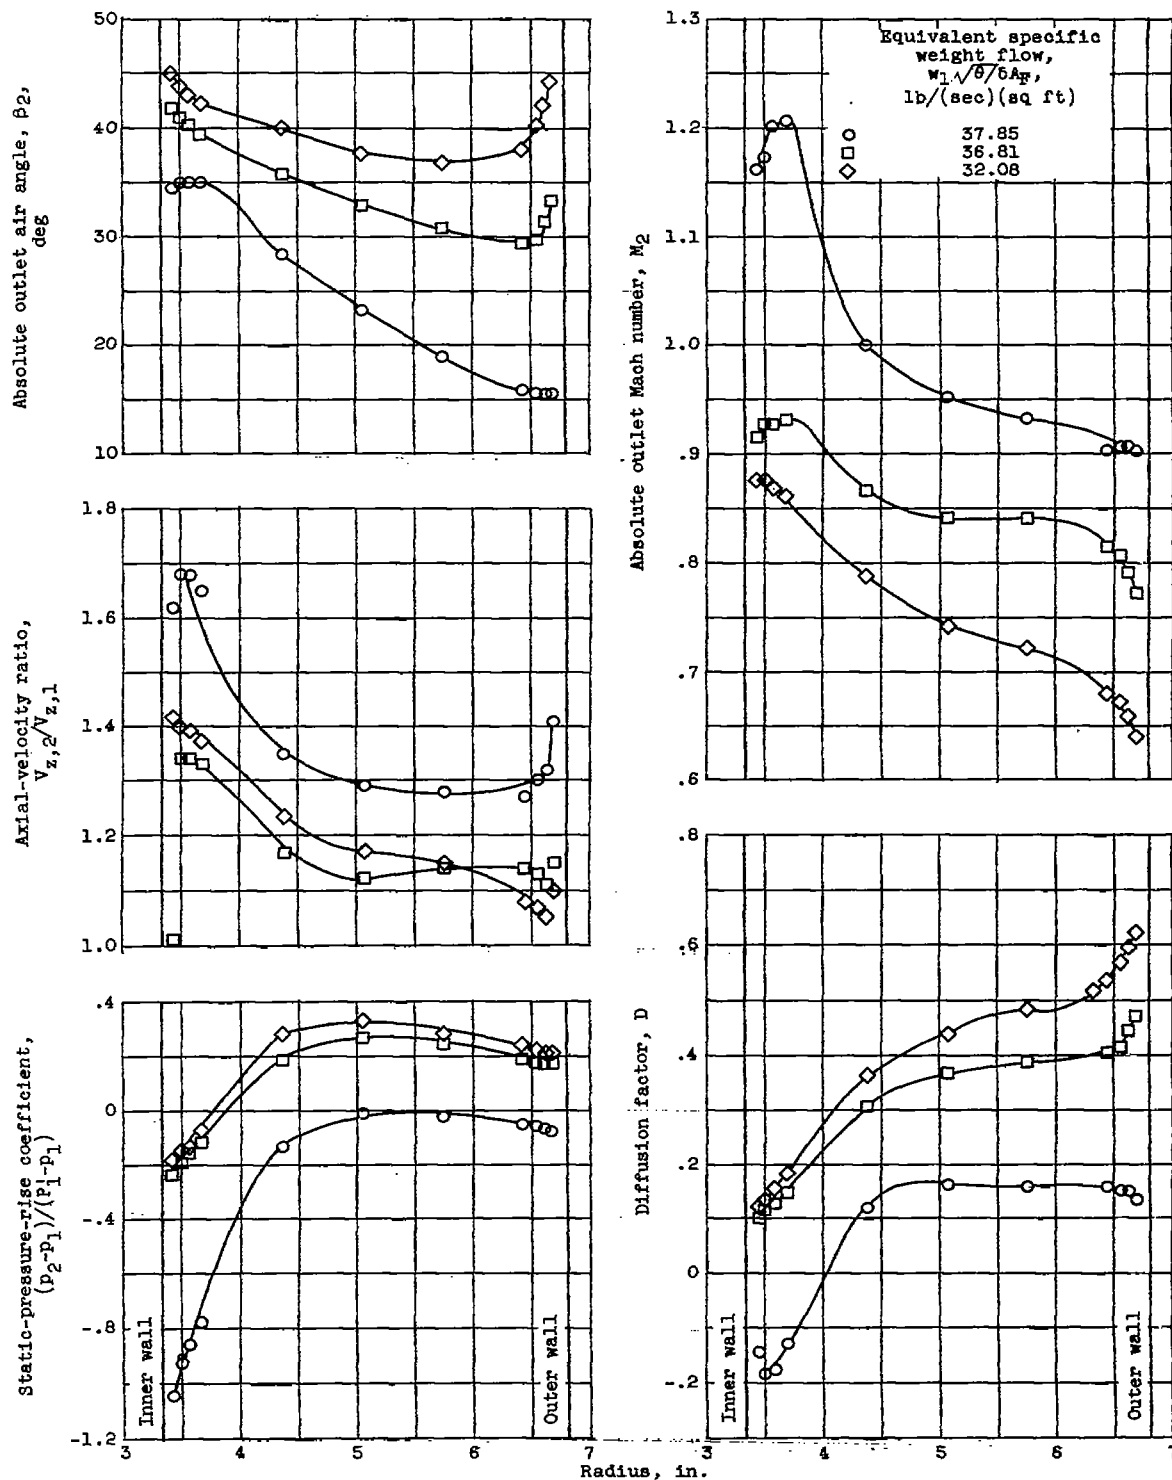 Absolute outlet air angle, β2,
deg
50
40
30
20
10
Axial-velocity ratio,
Vz,2/Vz,1
1.8
1.6
1.4
1.2
1.0
Static-pressure-rise coefficient,
(p2-p1)/(P'1-p1)
.4
0
-.4
-.8
-1.2
Inner wall
Outer wall
3
4
5
6
7
Absolute outlet Mach number, M2
1.3
1.2
1.1
1.0
.9
.8
.7
.6
Equivalent specific
weight flow,
w1√θ/δAF,
lb/(sec)(sq ft)
37.85
36.81
32.08
Diffusion factor, D
.8
.6
.4
.2
0
-.2
Inner wall
Outer wall
3
4
5
6
Radius, in.